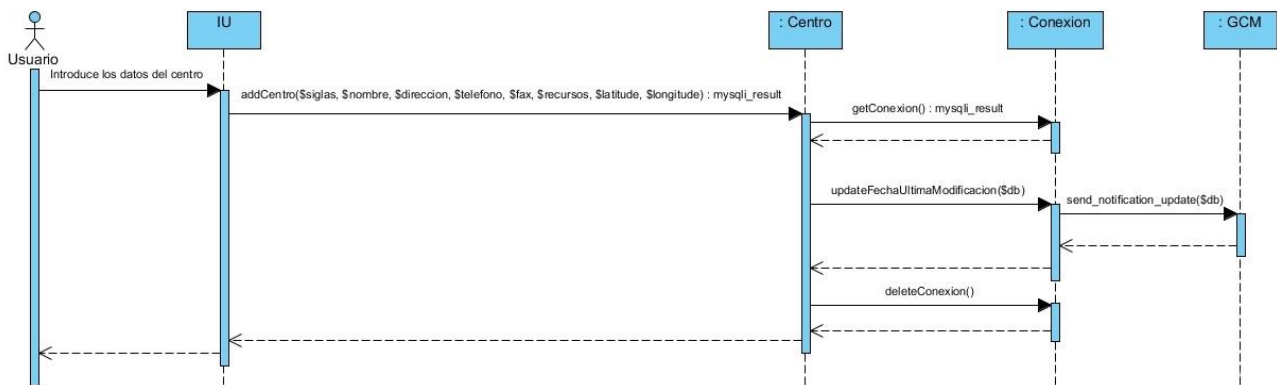 IU
: Centro
: Conexion
: GCM
Usuario
Introduce los datos del centro
addCentro($siglas, $nombre, $direccion, $telefono, $fax, $recursos, $latitude, $longitude) : mysqli_result
getConexion() : mysqli_result
updateFechaUltimaModificacion($db)
send_notification_update($db)
deleteConexion()